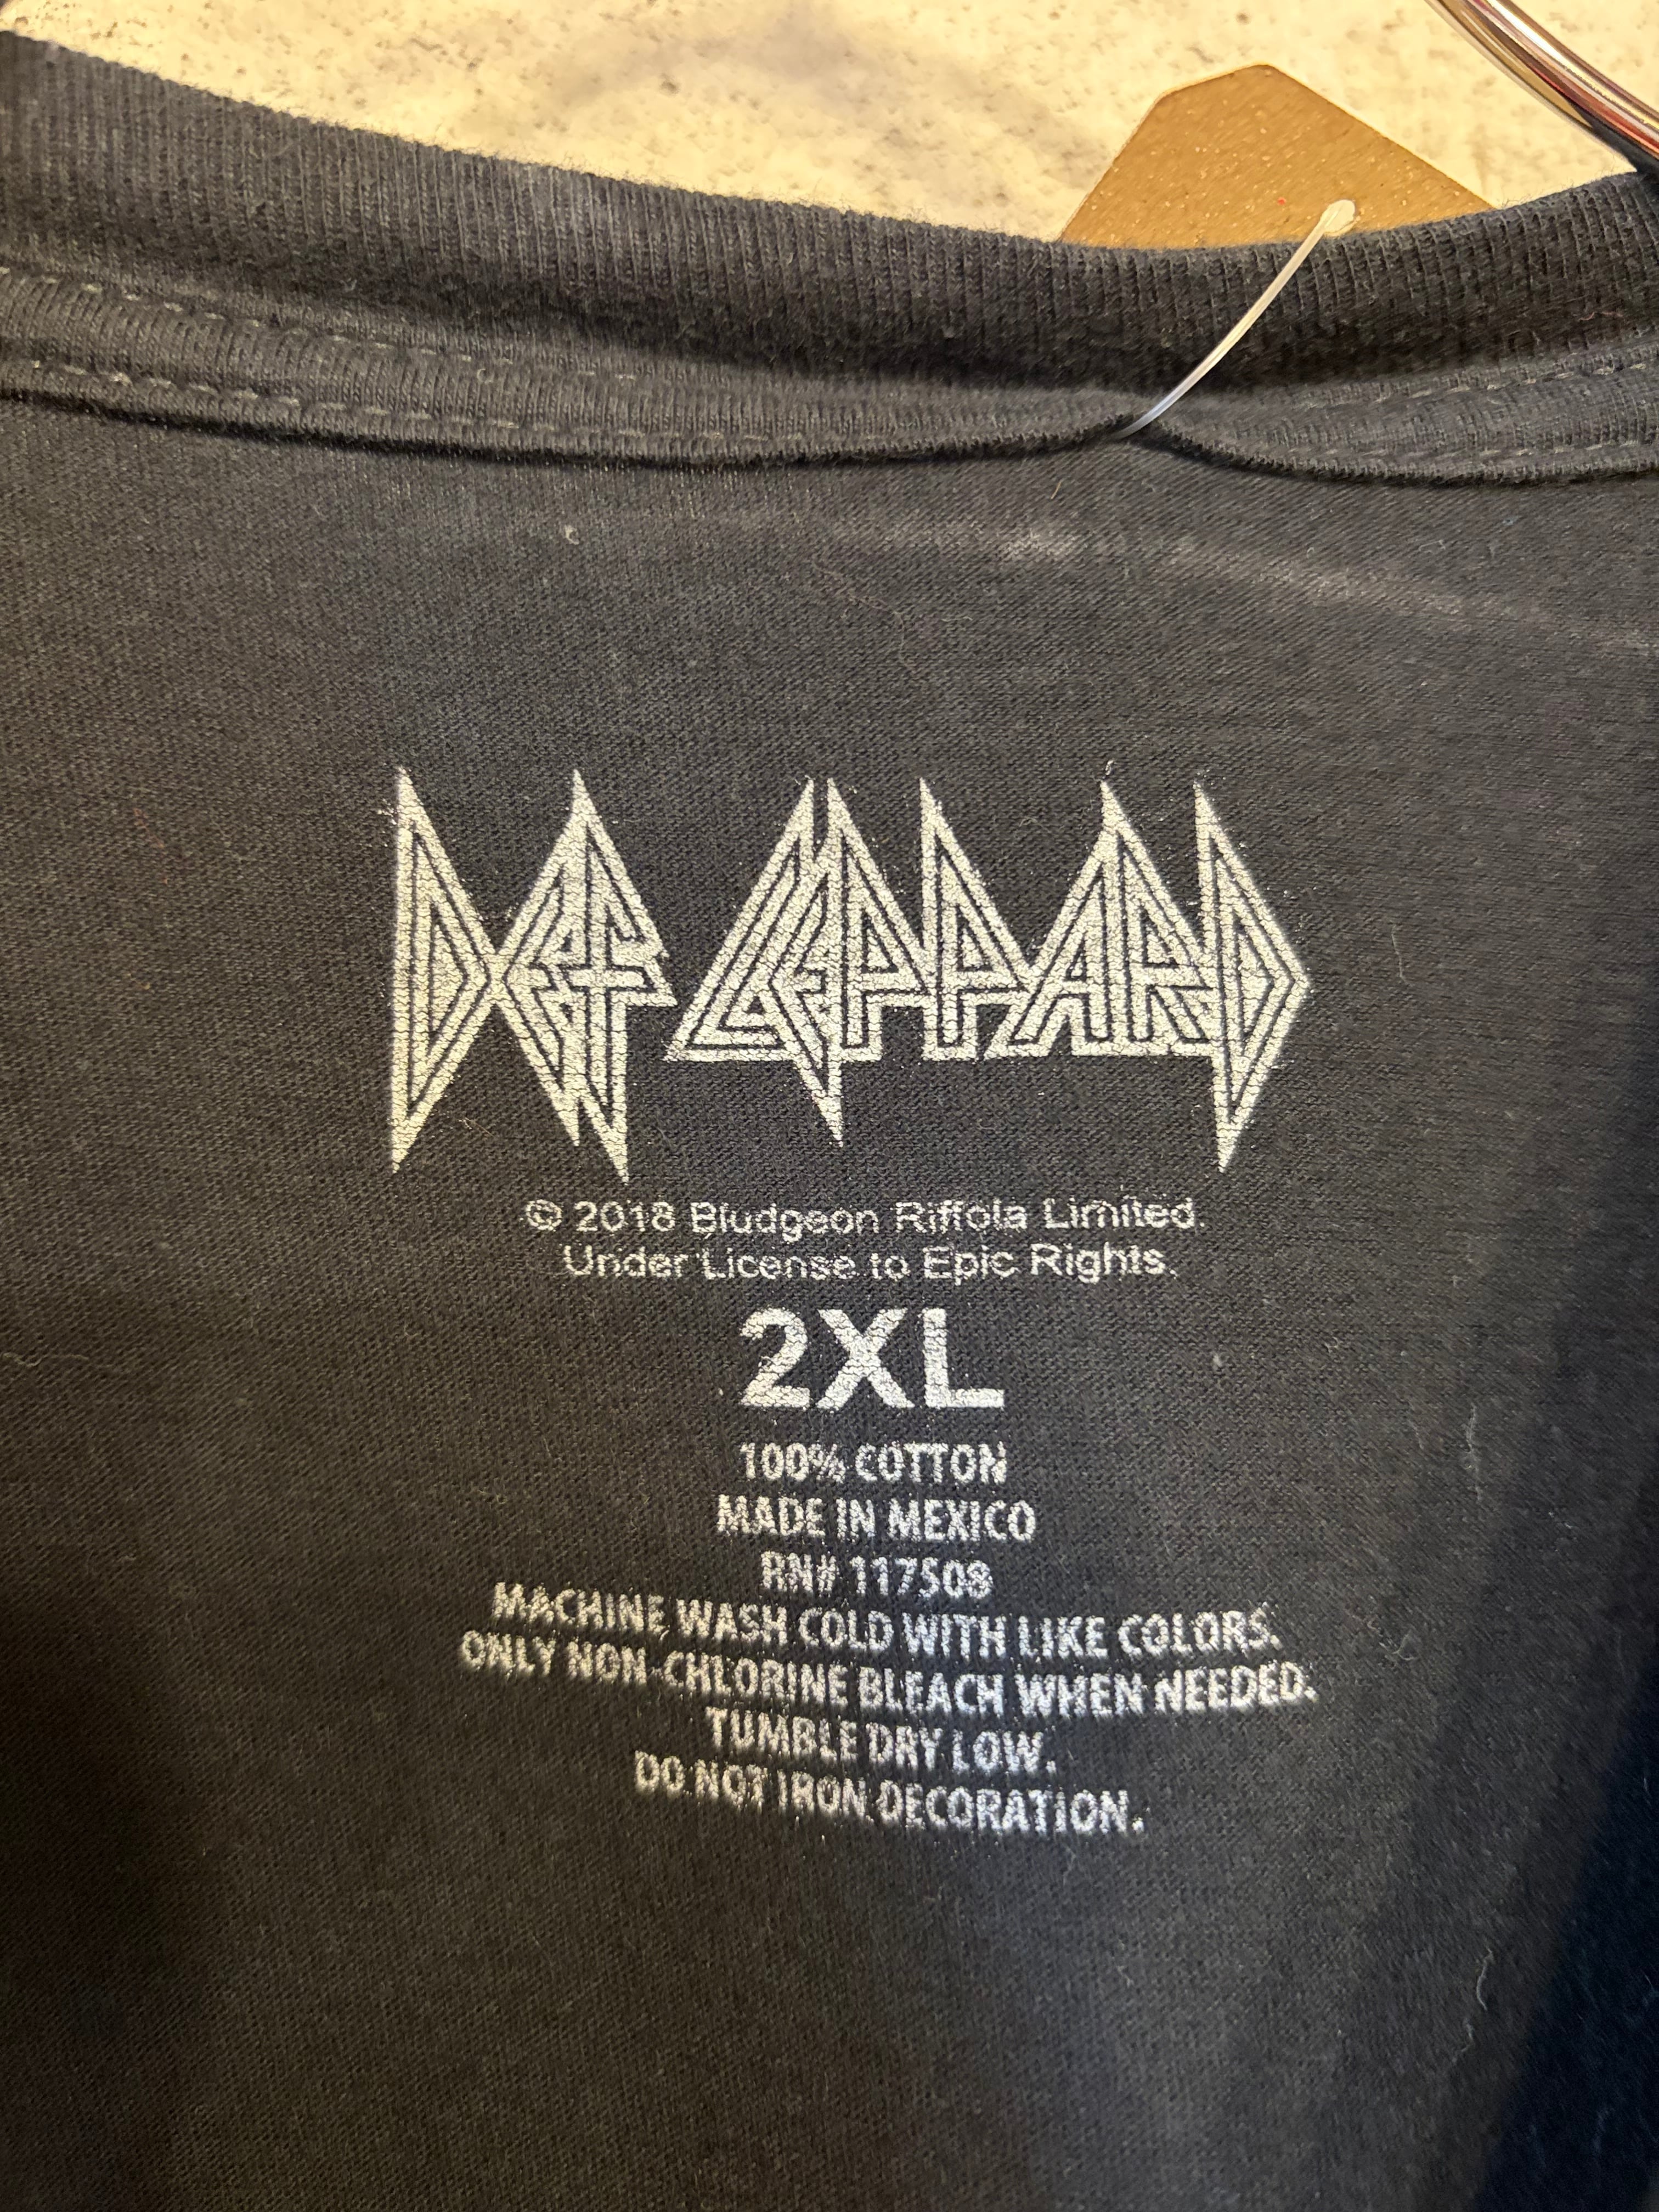 DEF LEPPARD
© 2018 Bludgeon Riffola Limited.
Under License to Epic Rights.
2XL
100% COTTON
MADE IN MEXICO
RN# 117508
MACHINE WASH COLD WITH LIKE COLORS.
ONLY NON-CHLORINE BLEACH WHEN NEEDED.
TUMBLE DRY LOW.
DO NOT IRON DECORATION.